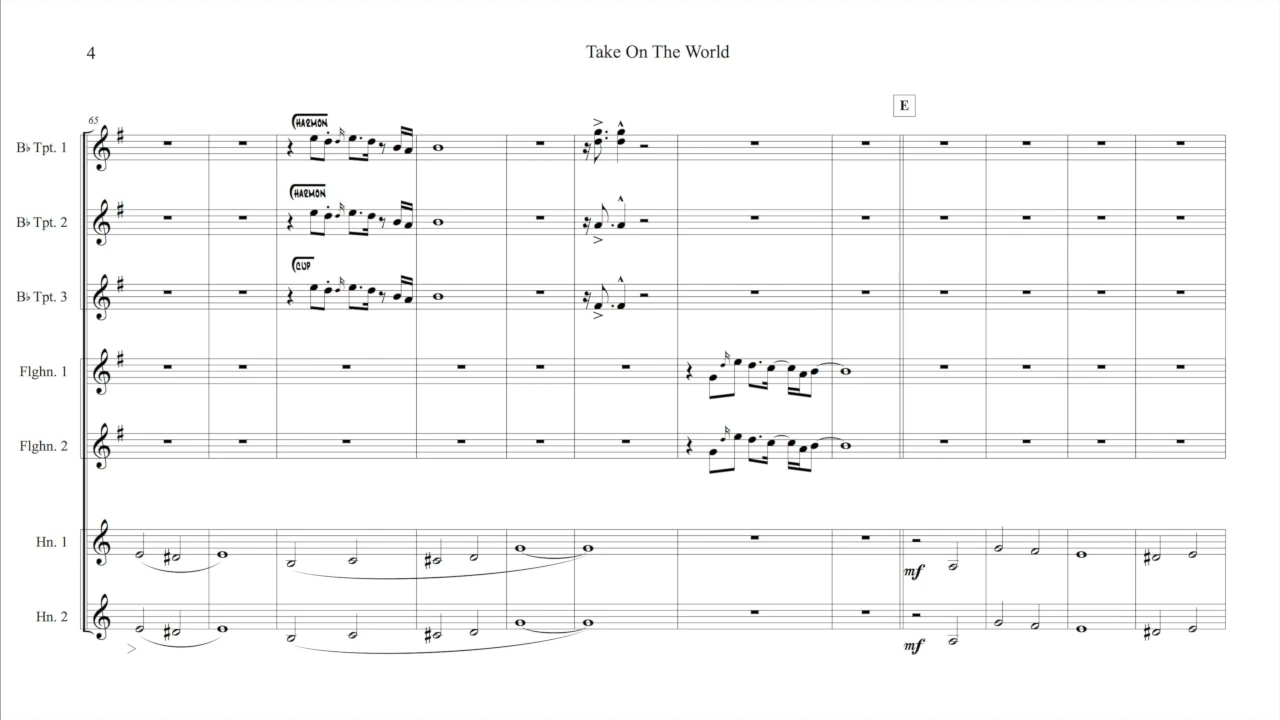 4
Take On The World
E
65
HARMON
B♭ Tpt. 1
HARMON
B♭ Tpt. 2
CUP
B♭ Tpt. 3
Flghn. 1
Flghn. 2
Hn. 1
mf
Hn. 2
mf